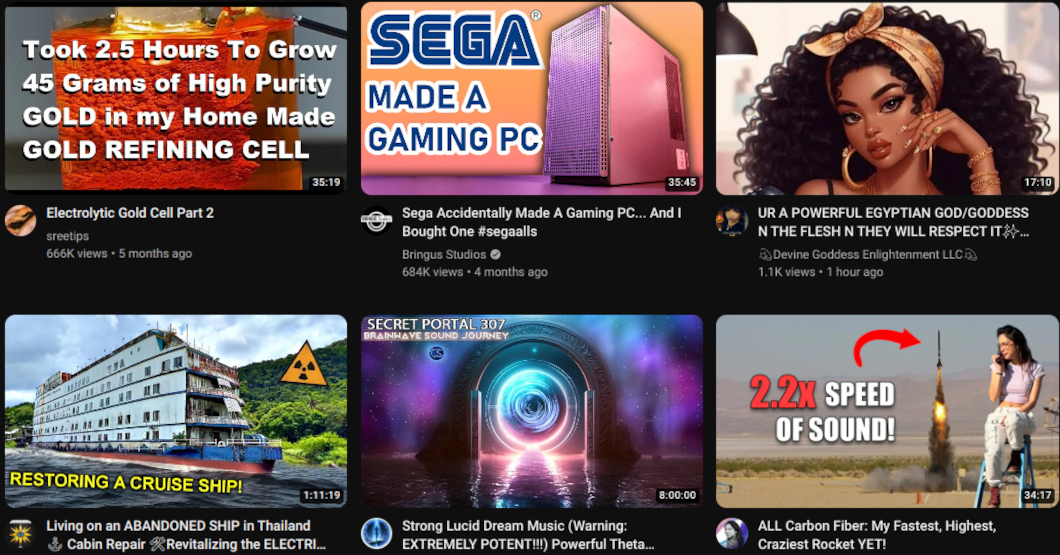 Took 2.5 Hours To Grow
45 Grams of High Purity
GOLD in my Home Made
GOLD REFINING CELL
35:19
Electrolytic Gold Cell Part 2
sreetips
666K views • 5 months ago
SEGA®
MADE A
GAMING PC
35:45
Sega Accidentally Made A Gaming PC... And I
Bought One #segaalls
Bringus Studios
684K views • 4 months ago
17:10
UR A POWERFUL EGYPTIAN GOD/GODDESS
N THE FLESH N THEY WILL RESPECT IT✨...
💫Devine Goddess Enlightenment LLC💫
1.1K views • 1 hour ago
RESTORING A CRUISE SHIP!
1:11:19
Living on an ABANDONED SHIP in Thailand
⚓ Cabin Repair 🛠Revitalizing the ELECTRI...
SECRET PORTAL 307
BRAINWAVE SOUND JOURNEY
8:00:00
Strong Lucid Dream Music (Warning:
EXTREMELY POTENT!!!) Powerful Theta...
2.2x SPEED
OF SOUND!
34:17
ALL Carbon Fiber: My Fastest, Highest,
Craziest Rocket YET!